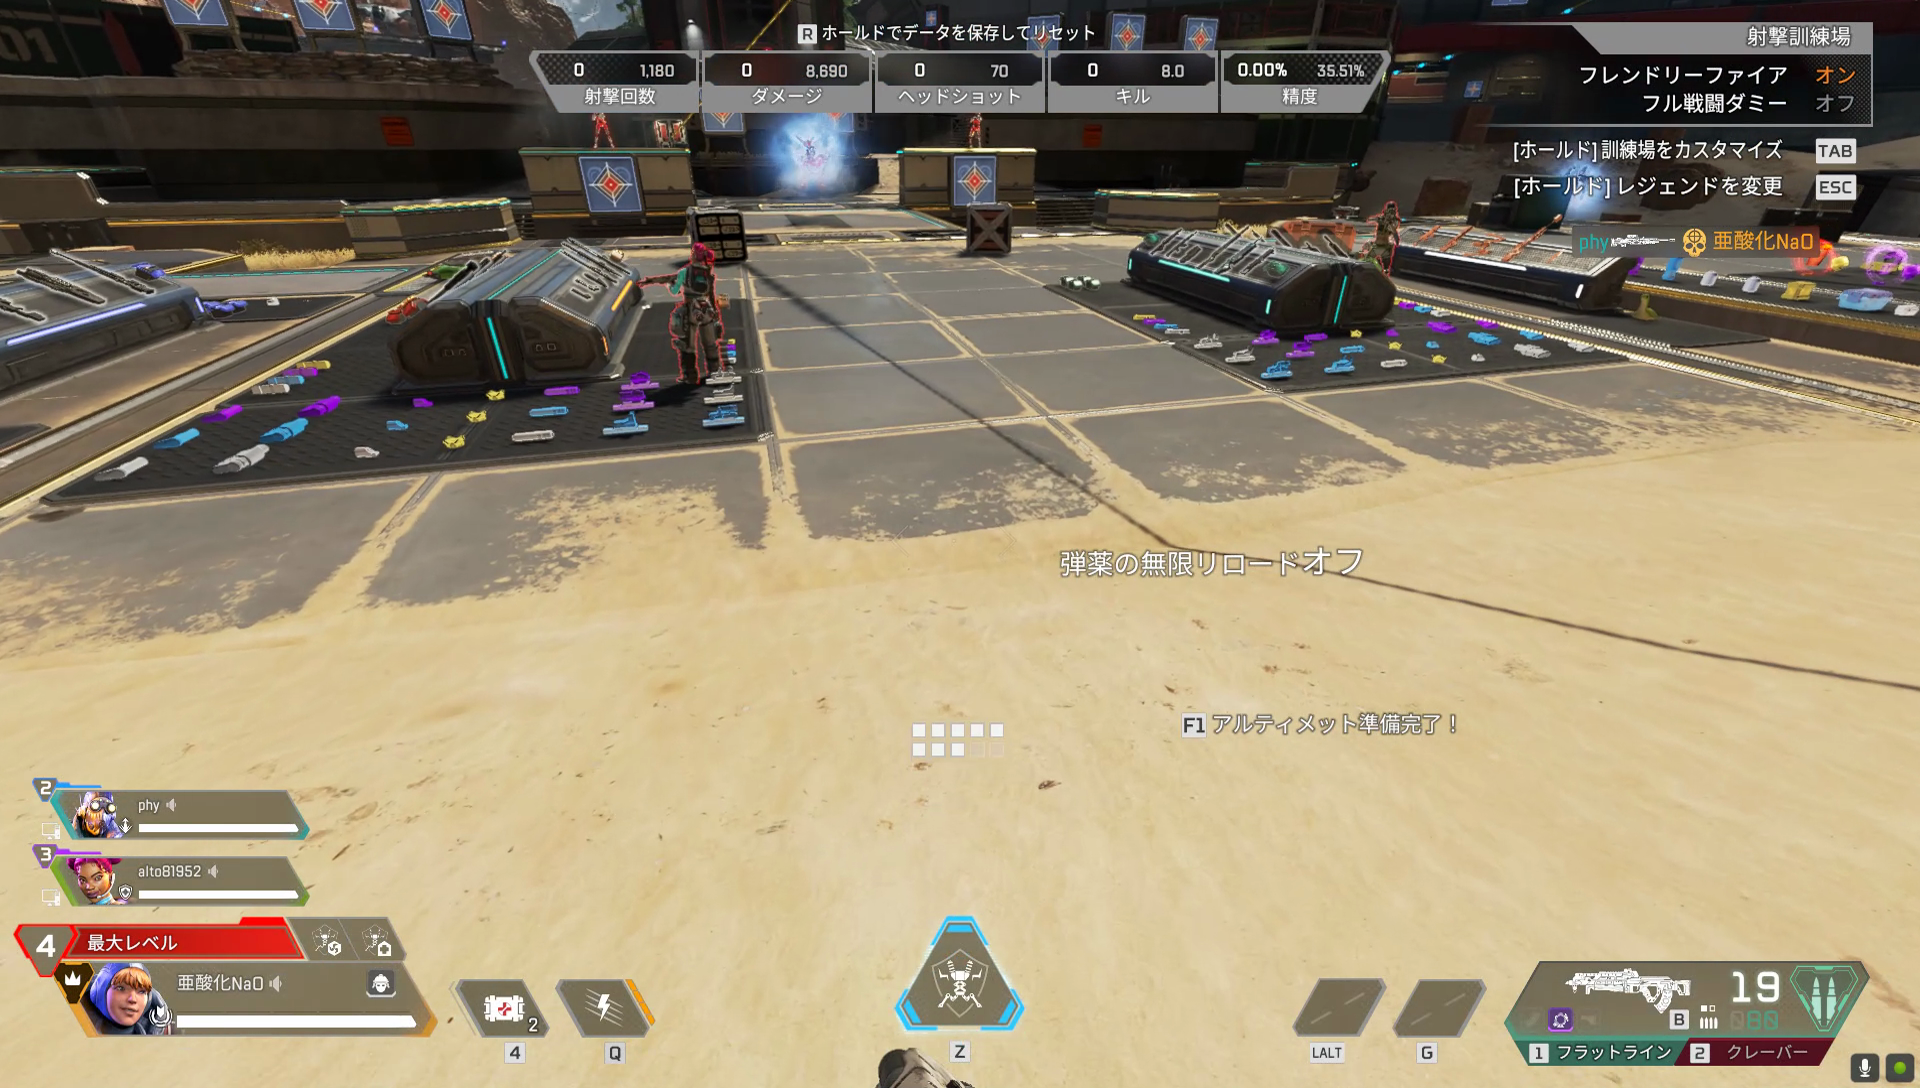 R ホールドでデータを保存してリセット
0 1,180
射撃回数
0 8,690
ダメージ
0 70
ヘッドショット
0 8.0
キル
0.00% 35.51%
精度
射撃訓練場
フレンドリーファイア オン
フル戦闘ダミー オフ
[ホールド]訓練場をカスタマイズ TAB
[ホールド]レジェンドを変更 ESC
phy 亜酸化NaO
弾薬の無限リロードオフ
F1 アルティメット準備完了！
2
phy
3
alto81952
4 最大レベル
亜酸化NaO
2
4
Q
Z
LALT
G
19
B 080
1 フラットライン 2 クレーバー